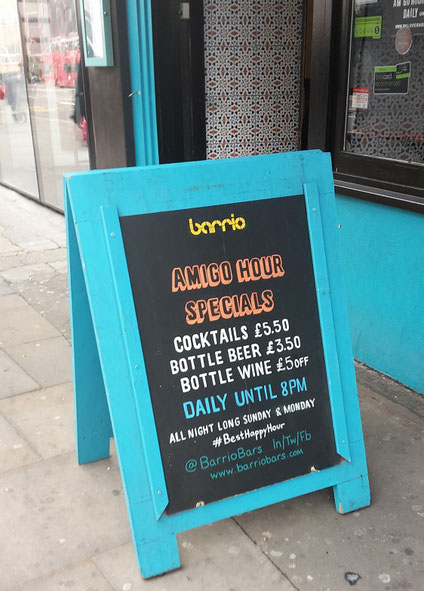 barrio
AMIGO HOUR
SPECIALS
COCKTAILS £5.50
BOTTLE BEER £3.50
BOTTLE WINE £5 OFF
DAILY UNTIL 8PM
ALL NIGHT LONG SUNDAY & MONDAY
#BestHappyHour
@BarrioBars In/Tw/Fb
www.barriobars.com